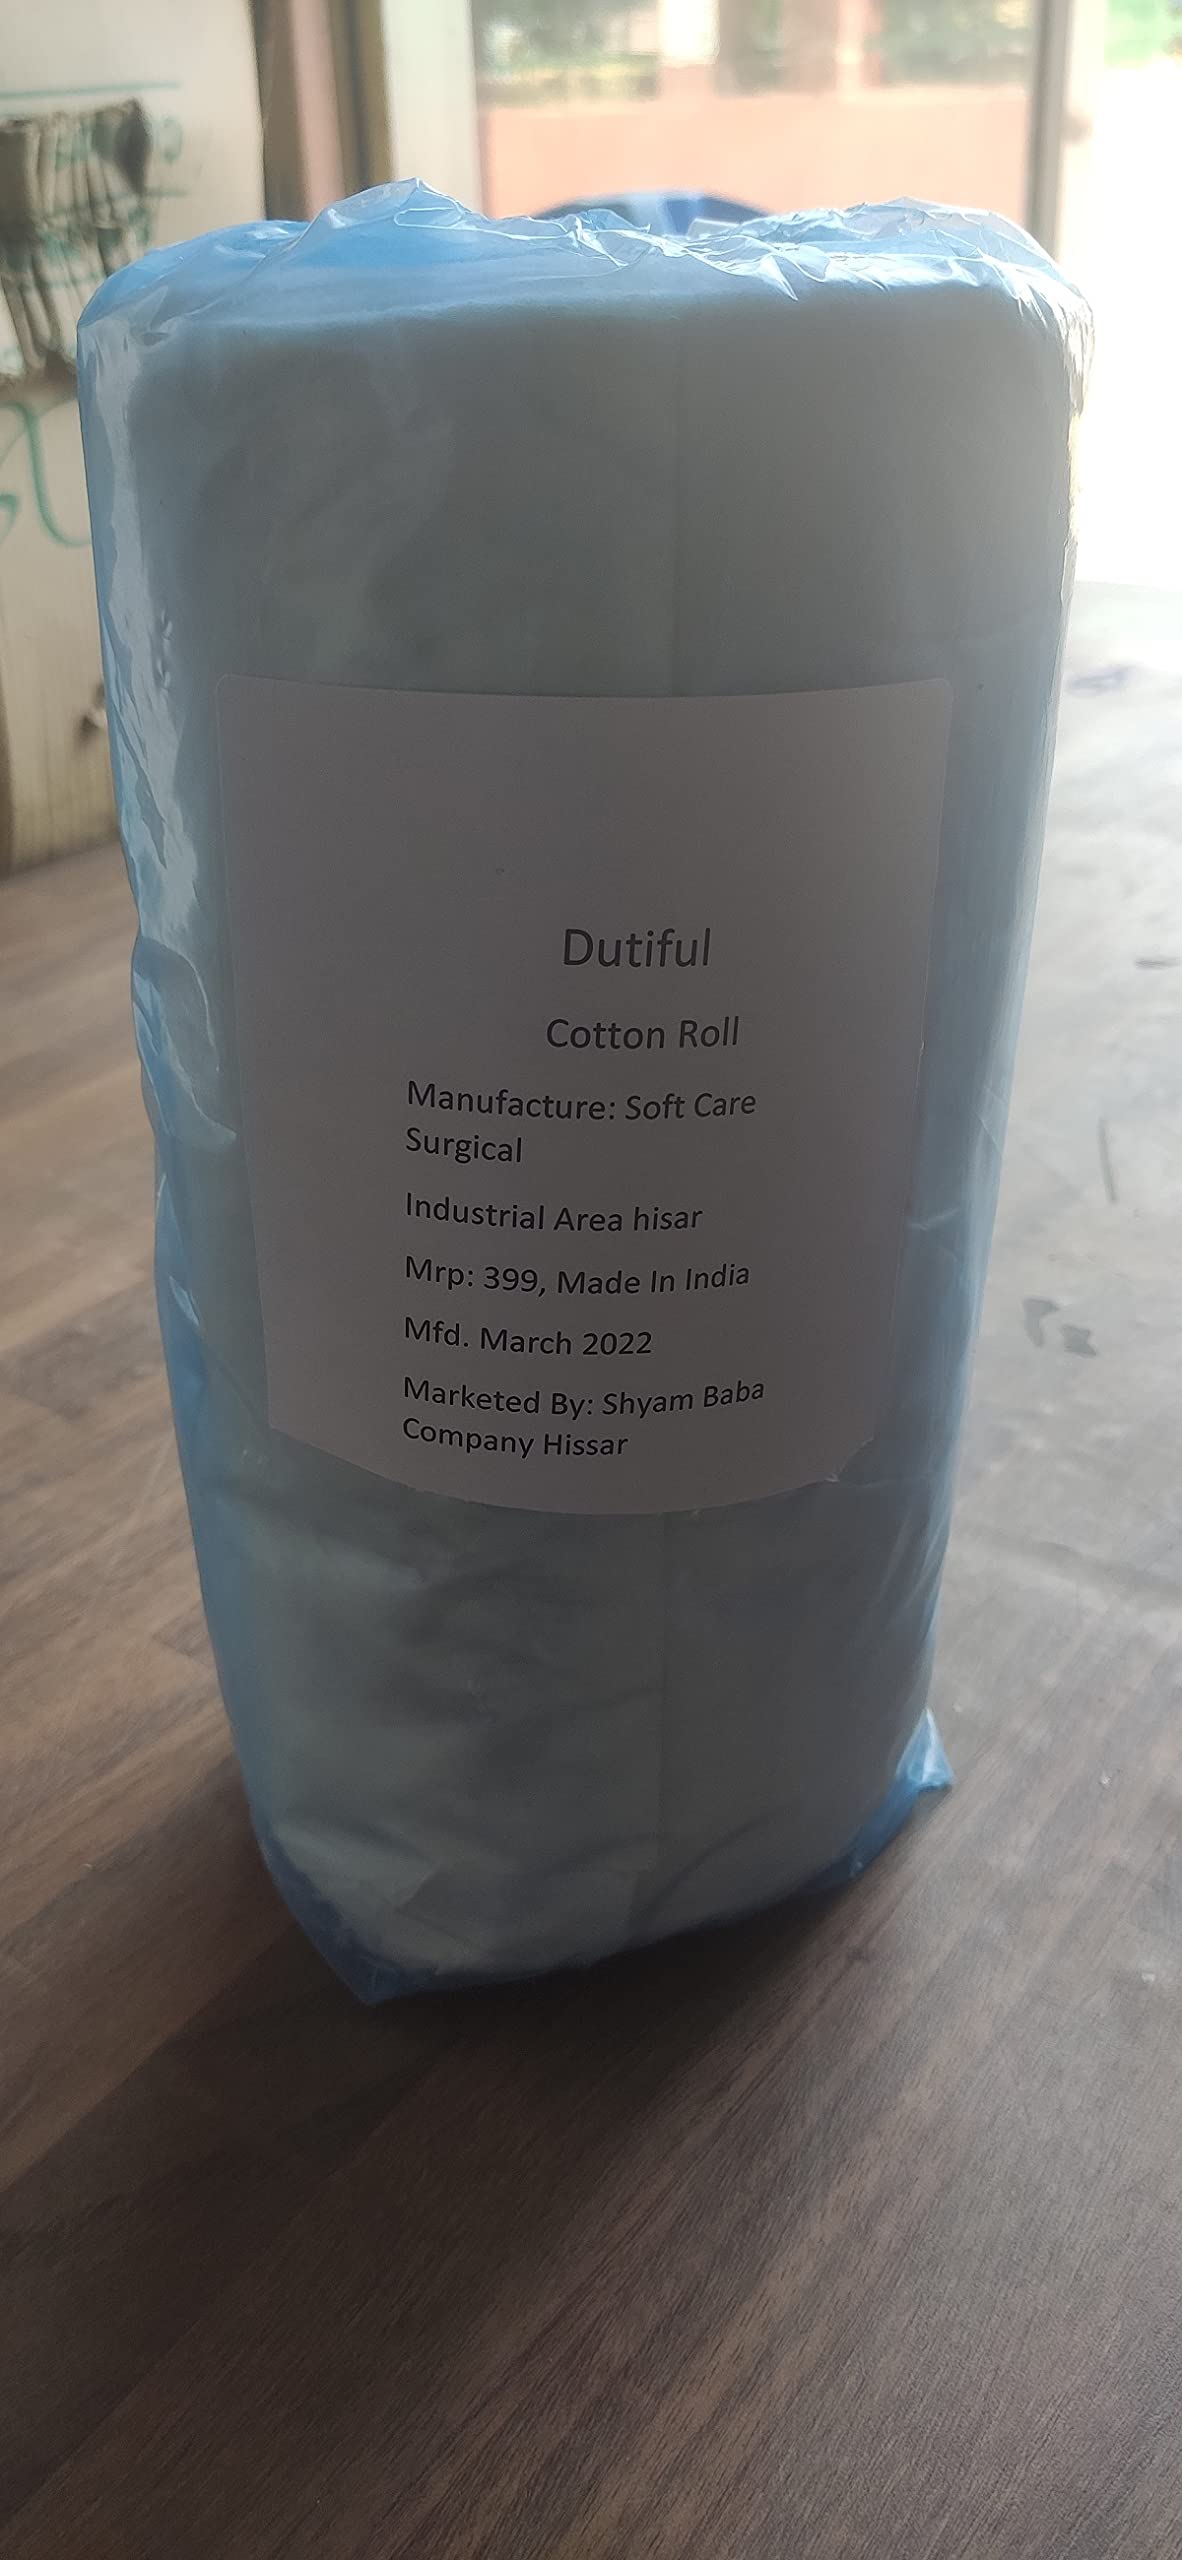 Dutiful
Cotton Roll
Manufacture: Soft Care
Surgical
Industrial Area hisar
Mrp: 399, Made In India
Mfd. March 2022
Marketed By: Shyam Baba
Company Hissar